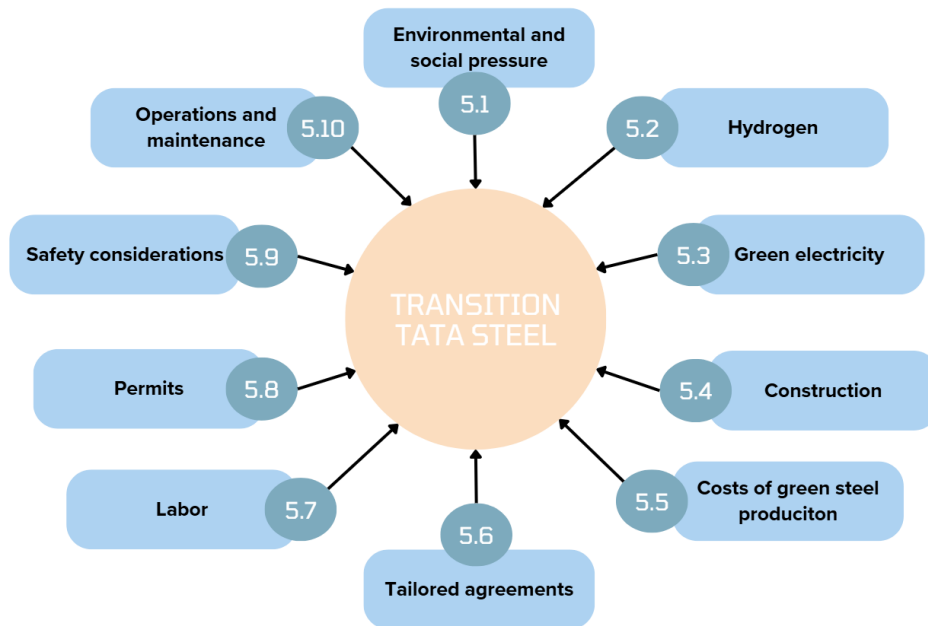 Environmental and
social pressure
5.1
5.2
Hydrogen
5.3
Green electricity
5.4
Construction
5.5
Costs of green steel
produciton
5.6
Tailored agreements
5.7
Labor
5.8
Permits
5.9
Safety considerations
5.10
Operations and
maintenance
TRANSITION
TATA STEEL